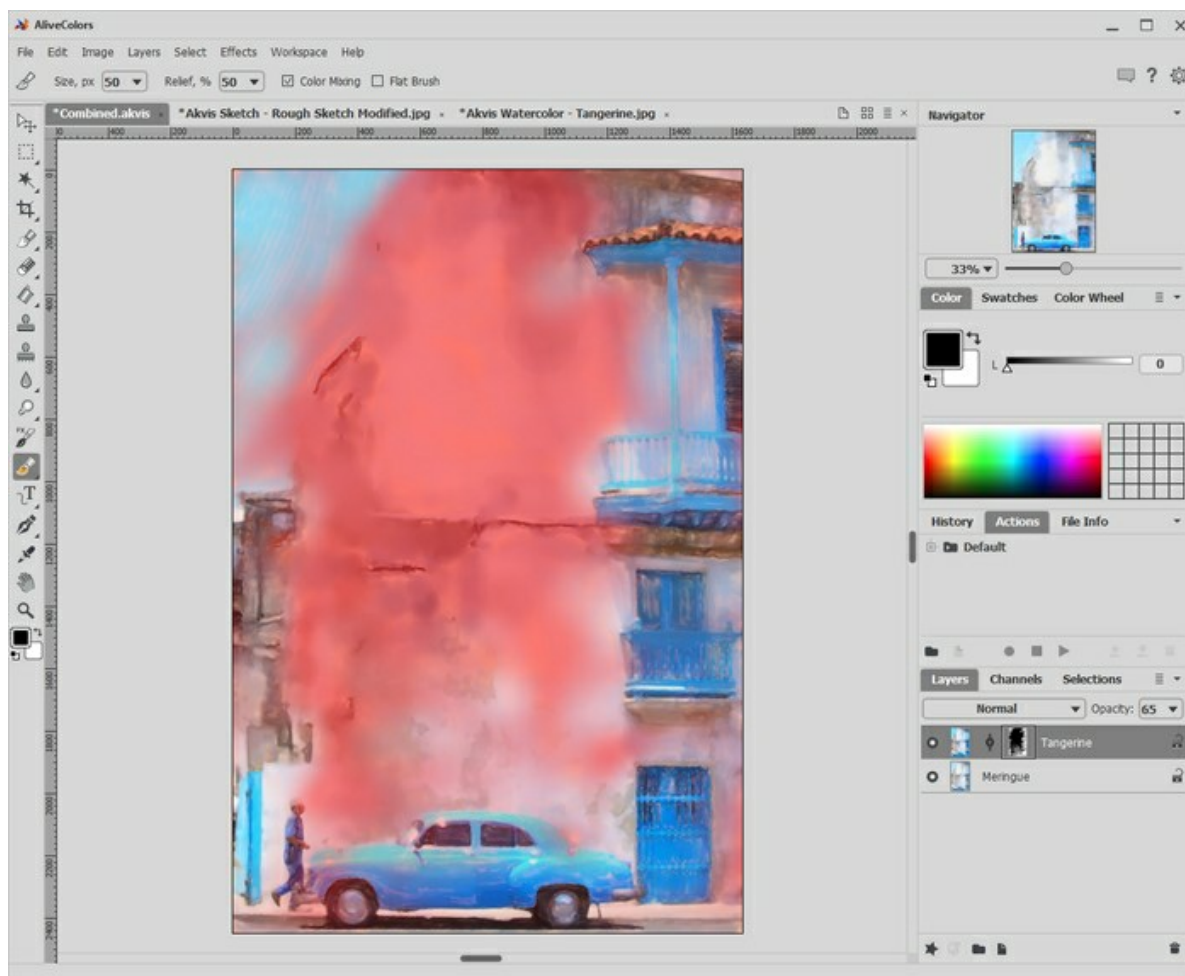 AliveColors
File Edit Image Layers Select Effects Workspace Help
Size, px 50 Relief, % 50 Color Mixing Flat Brush
*Combined.akvis × *Akvis Sketch - Rough Sketch Modified.jpg × *Akvis Watercolor - Tangerine.jpg ×
Navigator
33%
Color Swatches Color Wheel
L 0
History Actions File Info
Default
Layers Channels Selections
Normal Opacity: 65
Tangerine
Meringue